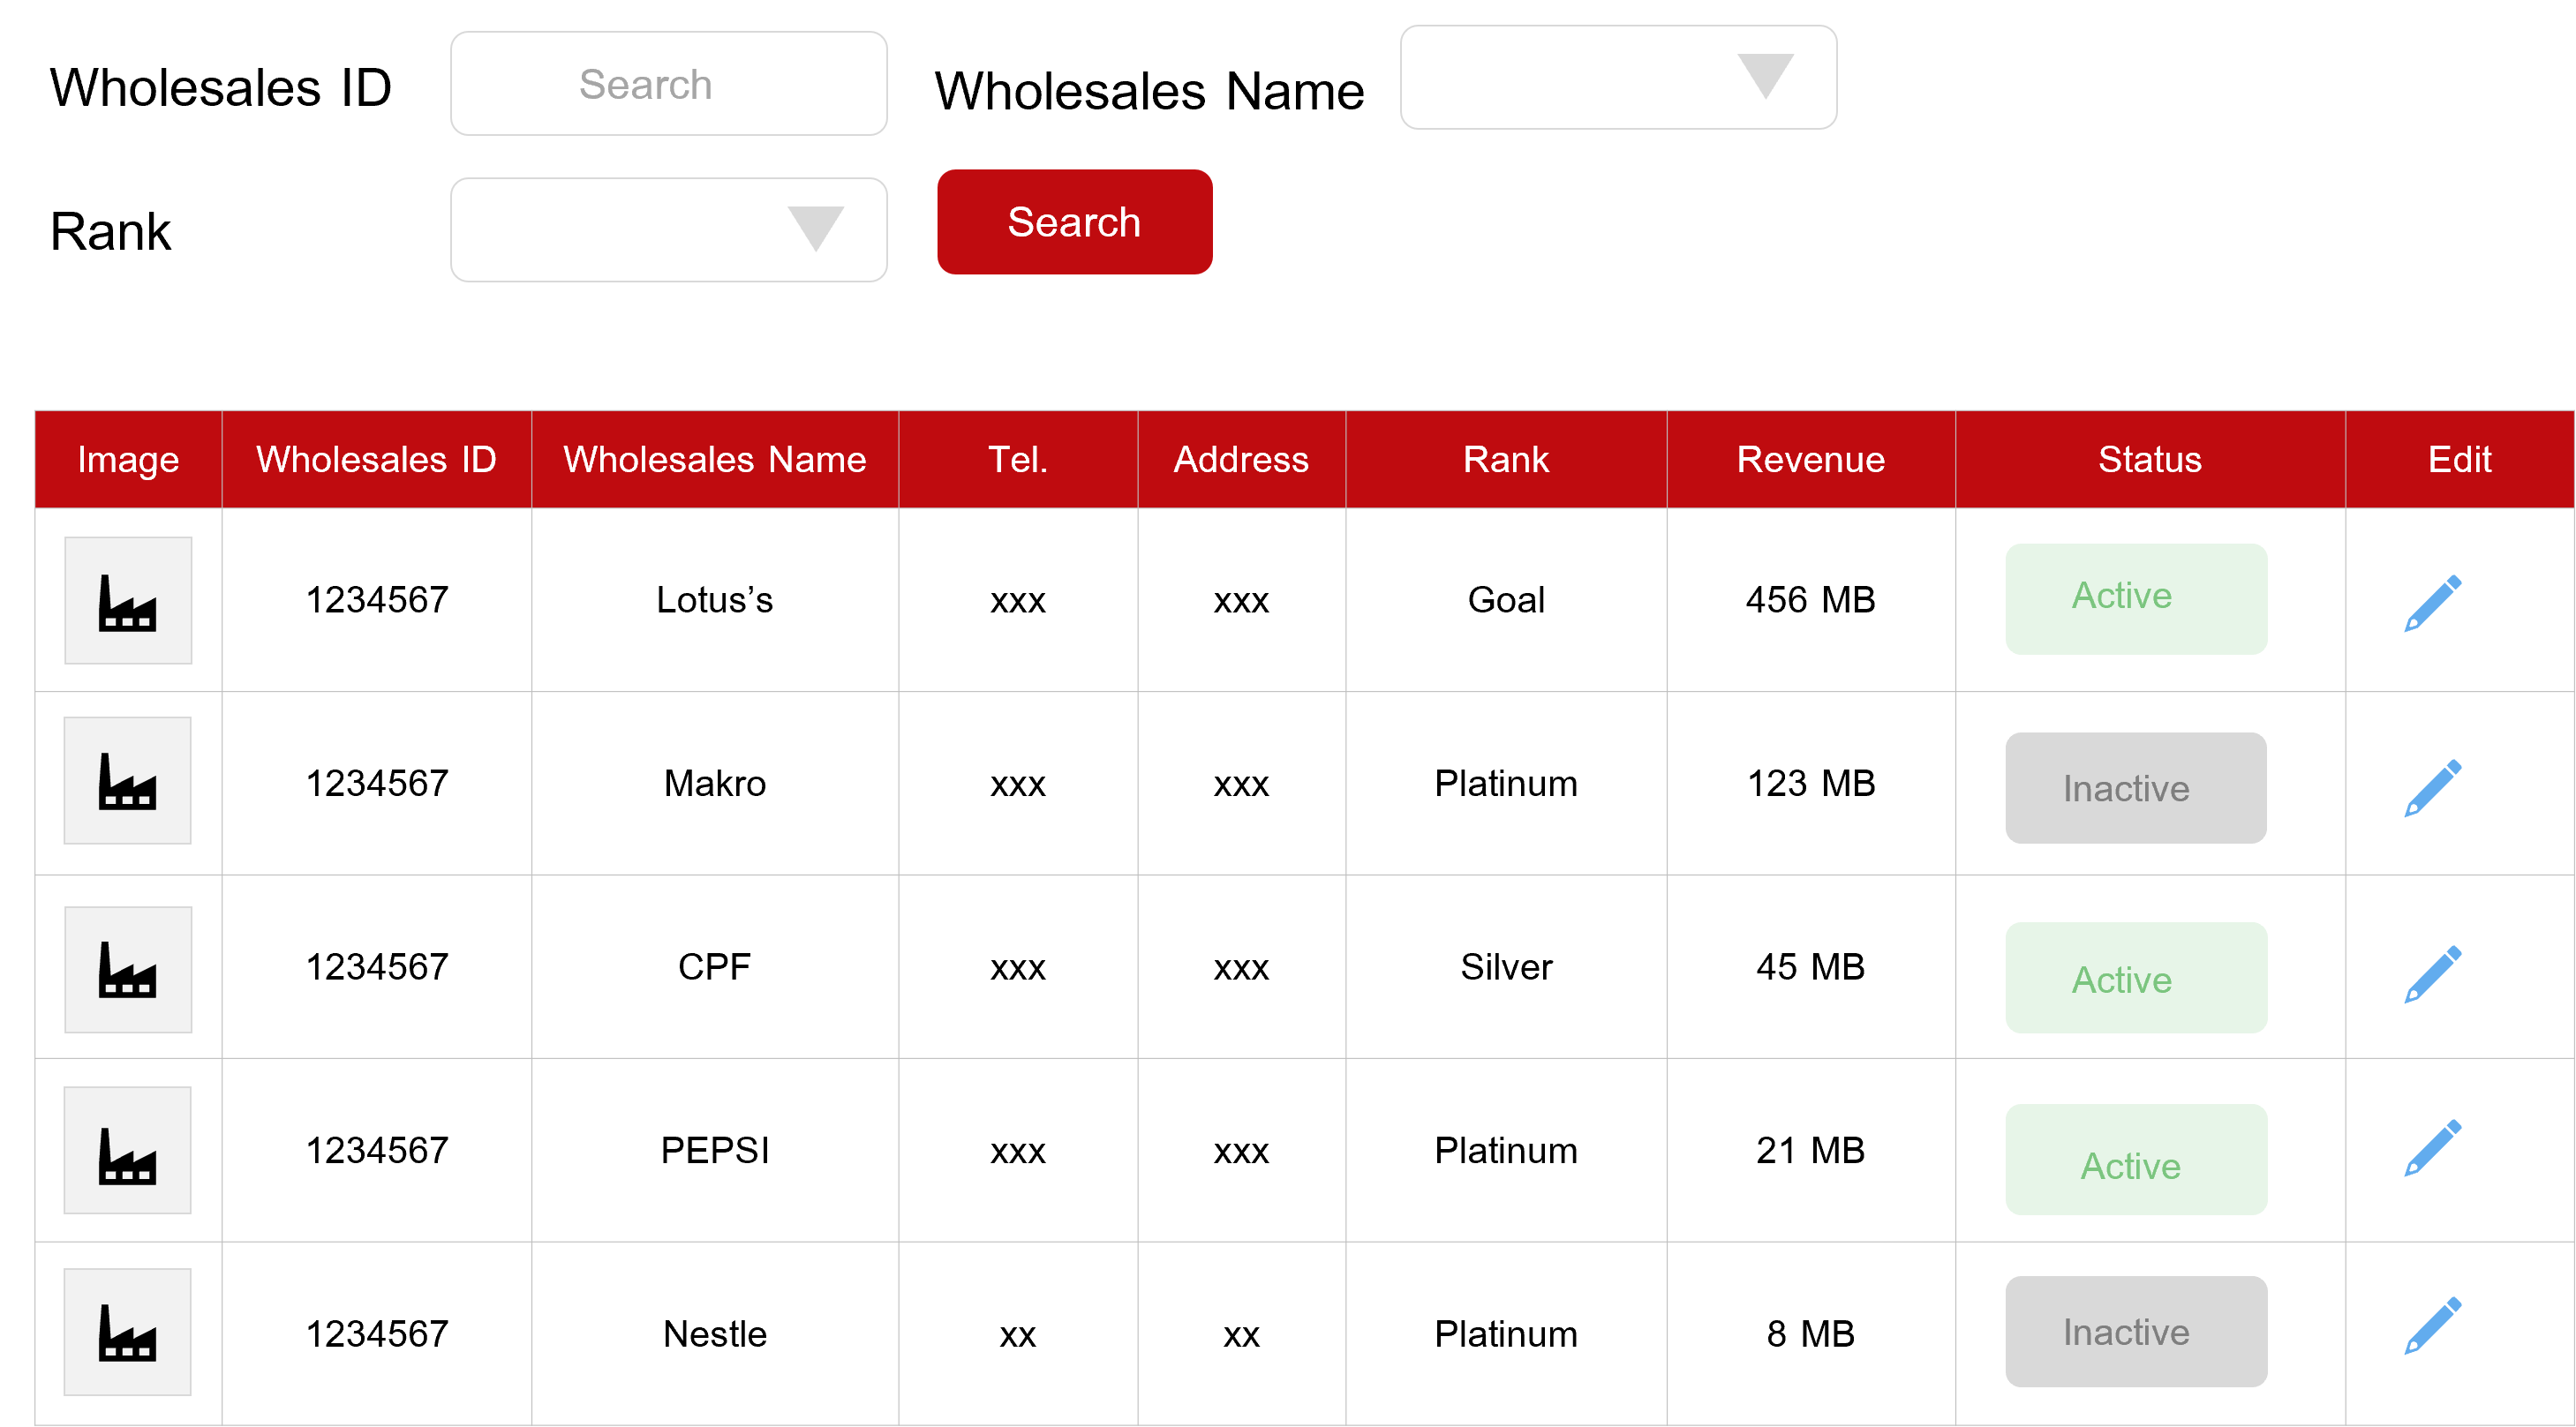 Wholesales ID Search Wholesales Name
Rank Search
Image Wholesales ID Wholesales Name Tel. Address Rank Revenue Status Edit
1234567 Lotus’s xxx xxx Goal 456 MB Active
1234567 Makro xxx xxx Platinum 123 MB Inactive
1234567 CPF xxx xxx Silver 45 MB Active
1234567 PEPSI xxx xxx Platinum 21 MB Active
1234567 Nestle xx xx Platinum 8 MB Inactive